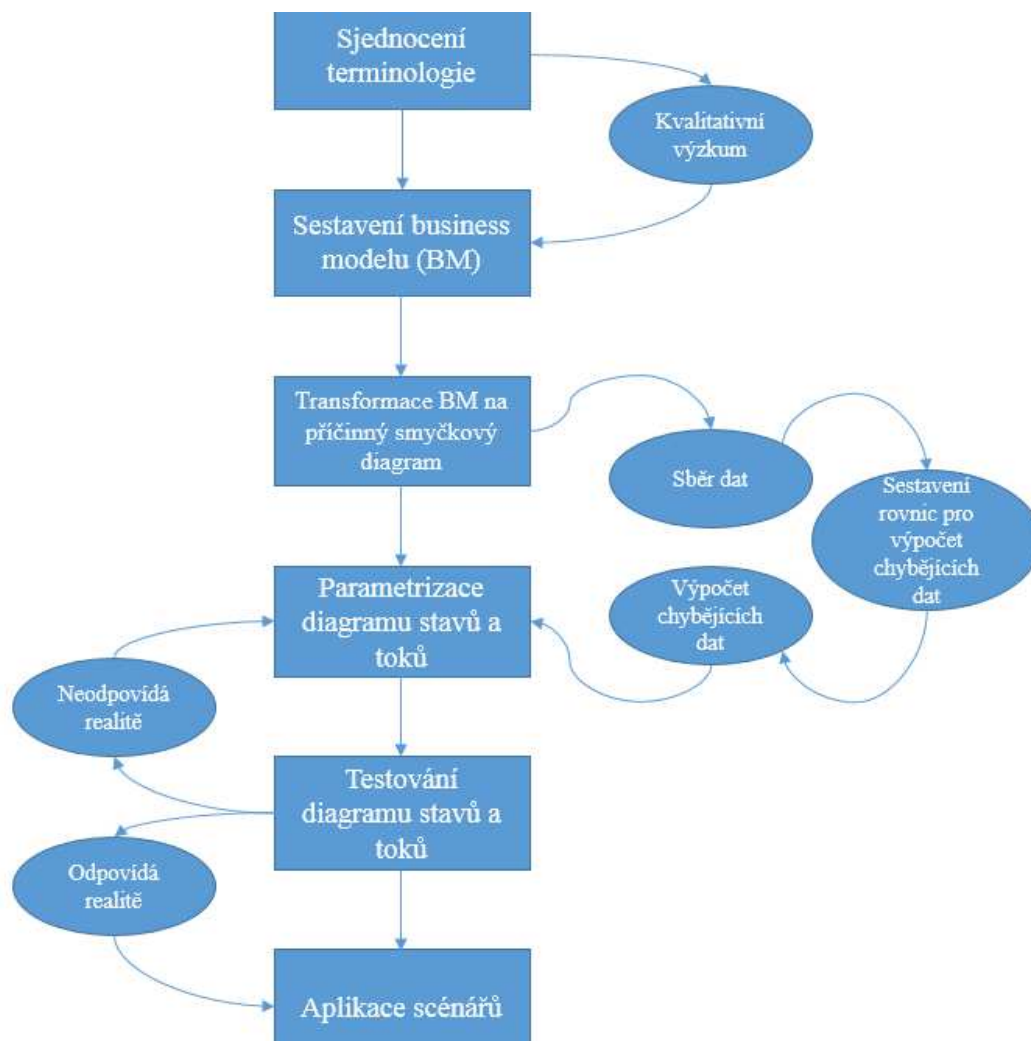 Sjednocení
terminologie
Kvalitativní
výzkum
Sestavení business
modelu (BM)
Transformace BM na
příčinný smyčkový
diagram
Sběr dat
Sestavení
rovnic pro
výpočet
chybějících
dat
Parametrizace
diagramu stavů a
toků
Výpočet
chybějících
dat
Neodpovídá
realitě
Testování
diagramu stavů a
toků
Odpovídá
realitě
Aplikace scénářů